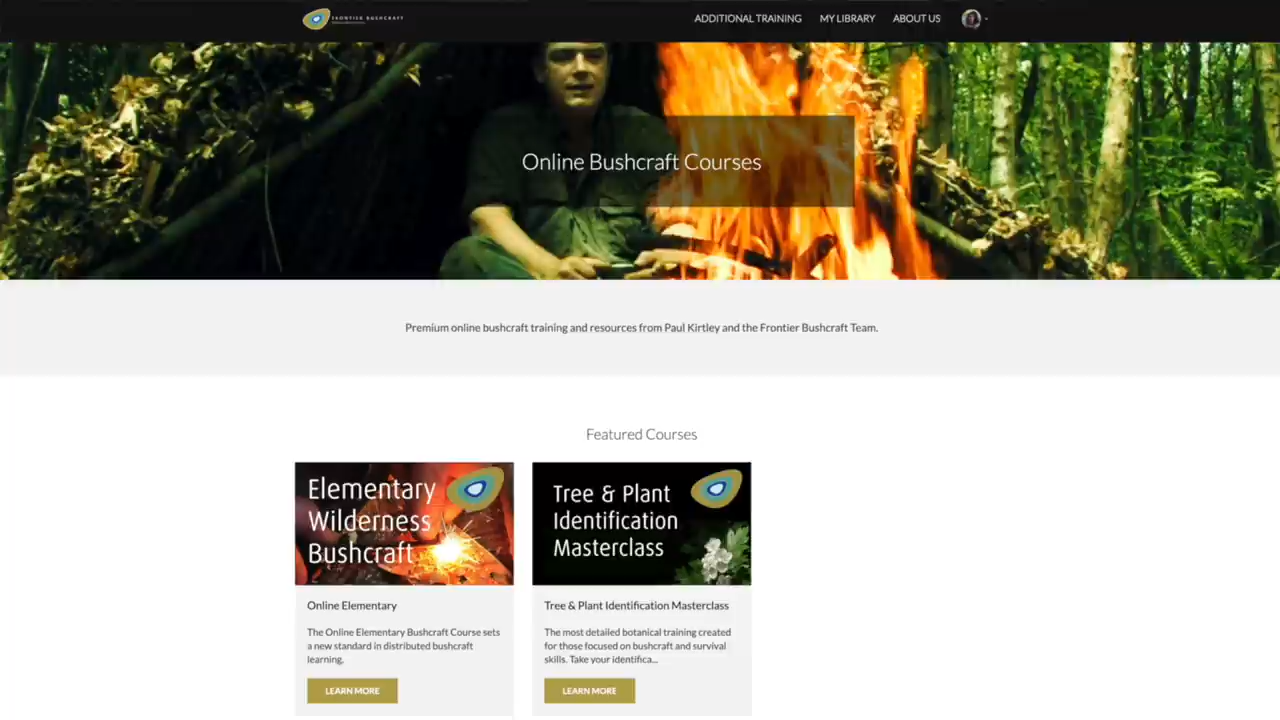 FRONTIER BUSHCRAFT
ADDITIONAL TRAINING
MY LIBRARY
ABOUT US
Online Bushcraft Courses
Premium online bushcraft training and resources from Paul Kirtley and the Frontier Bushcraft Team.
Featured Courses
Elementary
Wilderness
Bushcraft
Online Elementary
The Online Elementary Bushcraft Course sets
a new standard in distributed bushcraft
learning.
LEARN MORE
Tree & Plant
Identification
Masterclass
Tree & Plant Identification Masterclass
The most detailed botanical training created
for those focused on bushcraft and survival
skills. Take your identifica...
LEARN MORE